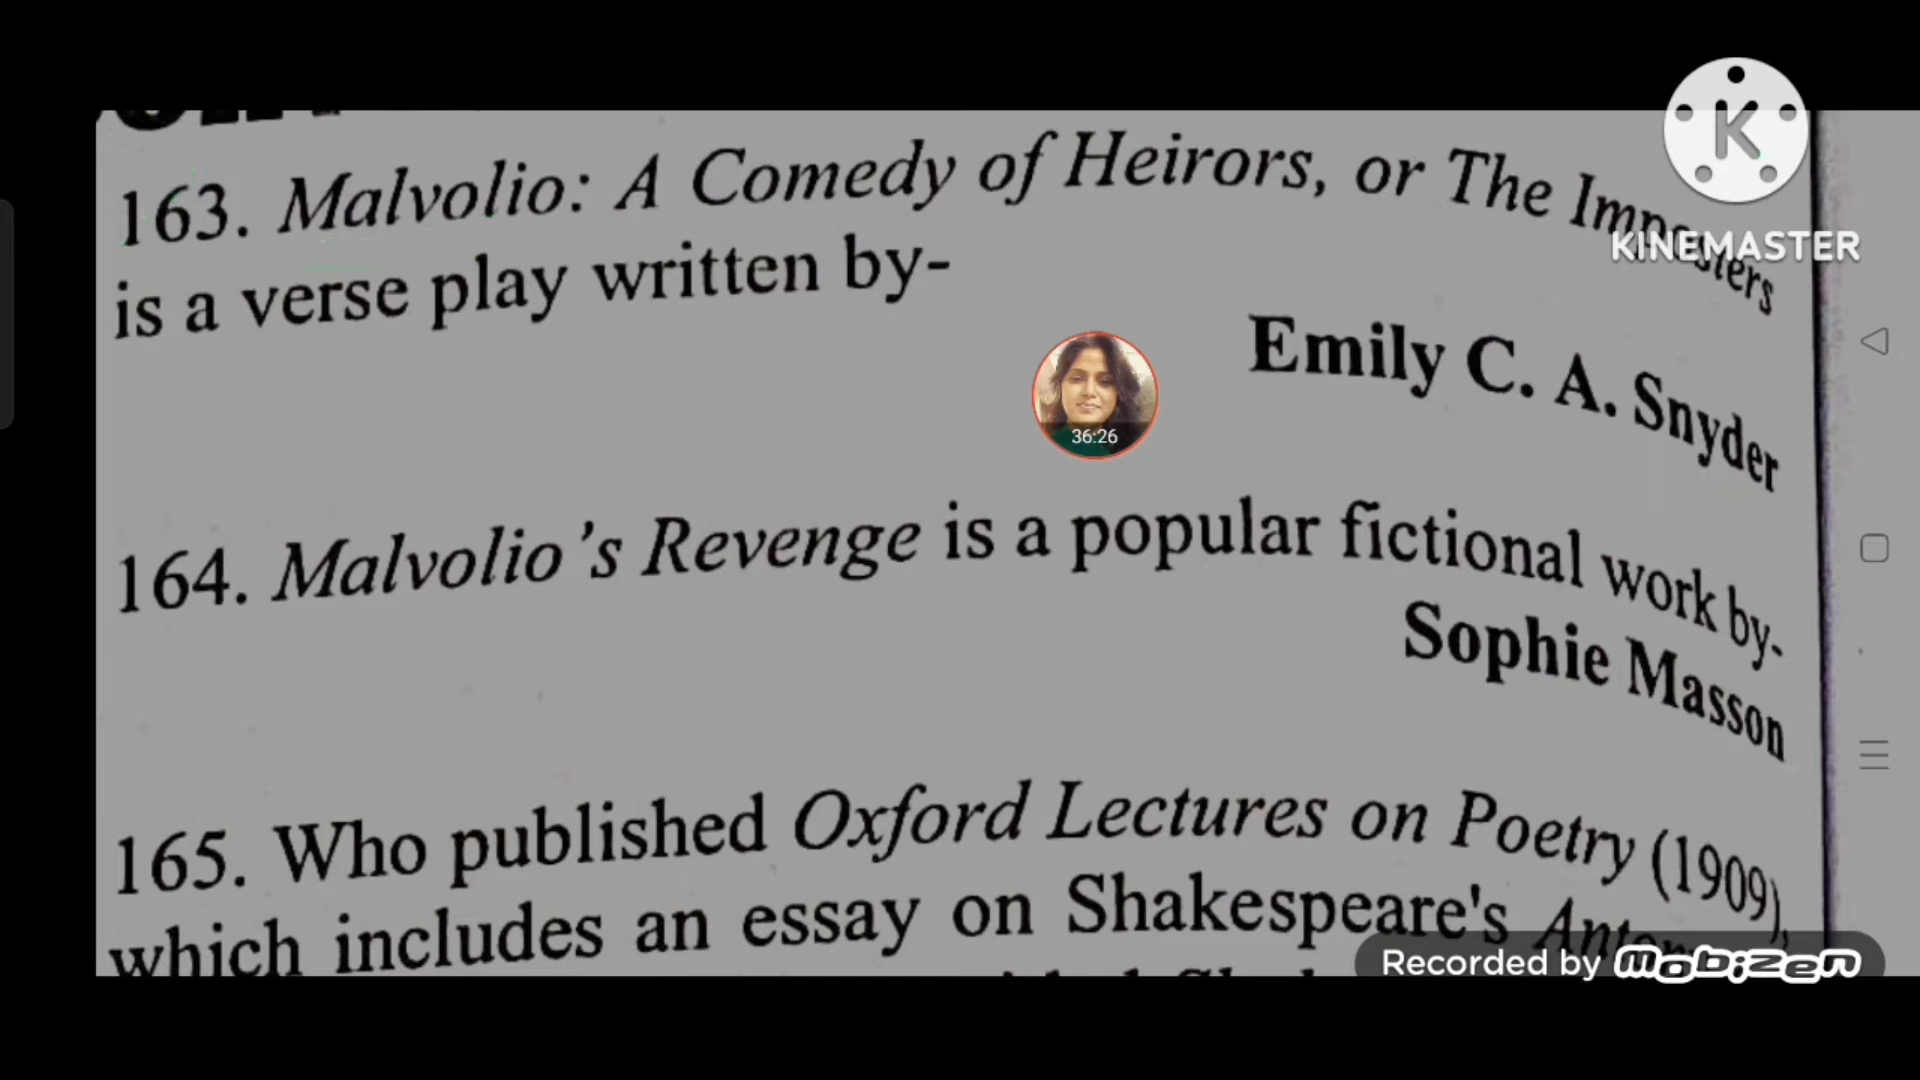 163. Malvolio: A Comedy of Heirors, or The Imposters
is a verse play written by-
Emily C. A. Snyder
164. Malvolio's Revenge is a popular fictional work by-
Sophie Masson
165. Who published Oxford Lectures on Poetry (1909),
which includes an essay on Shakespeare's
K
KINEMASTER
36:26
Recorded by mobizen